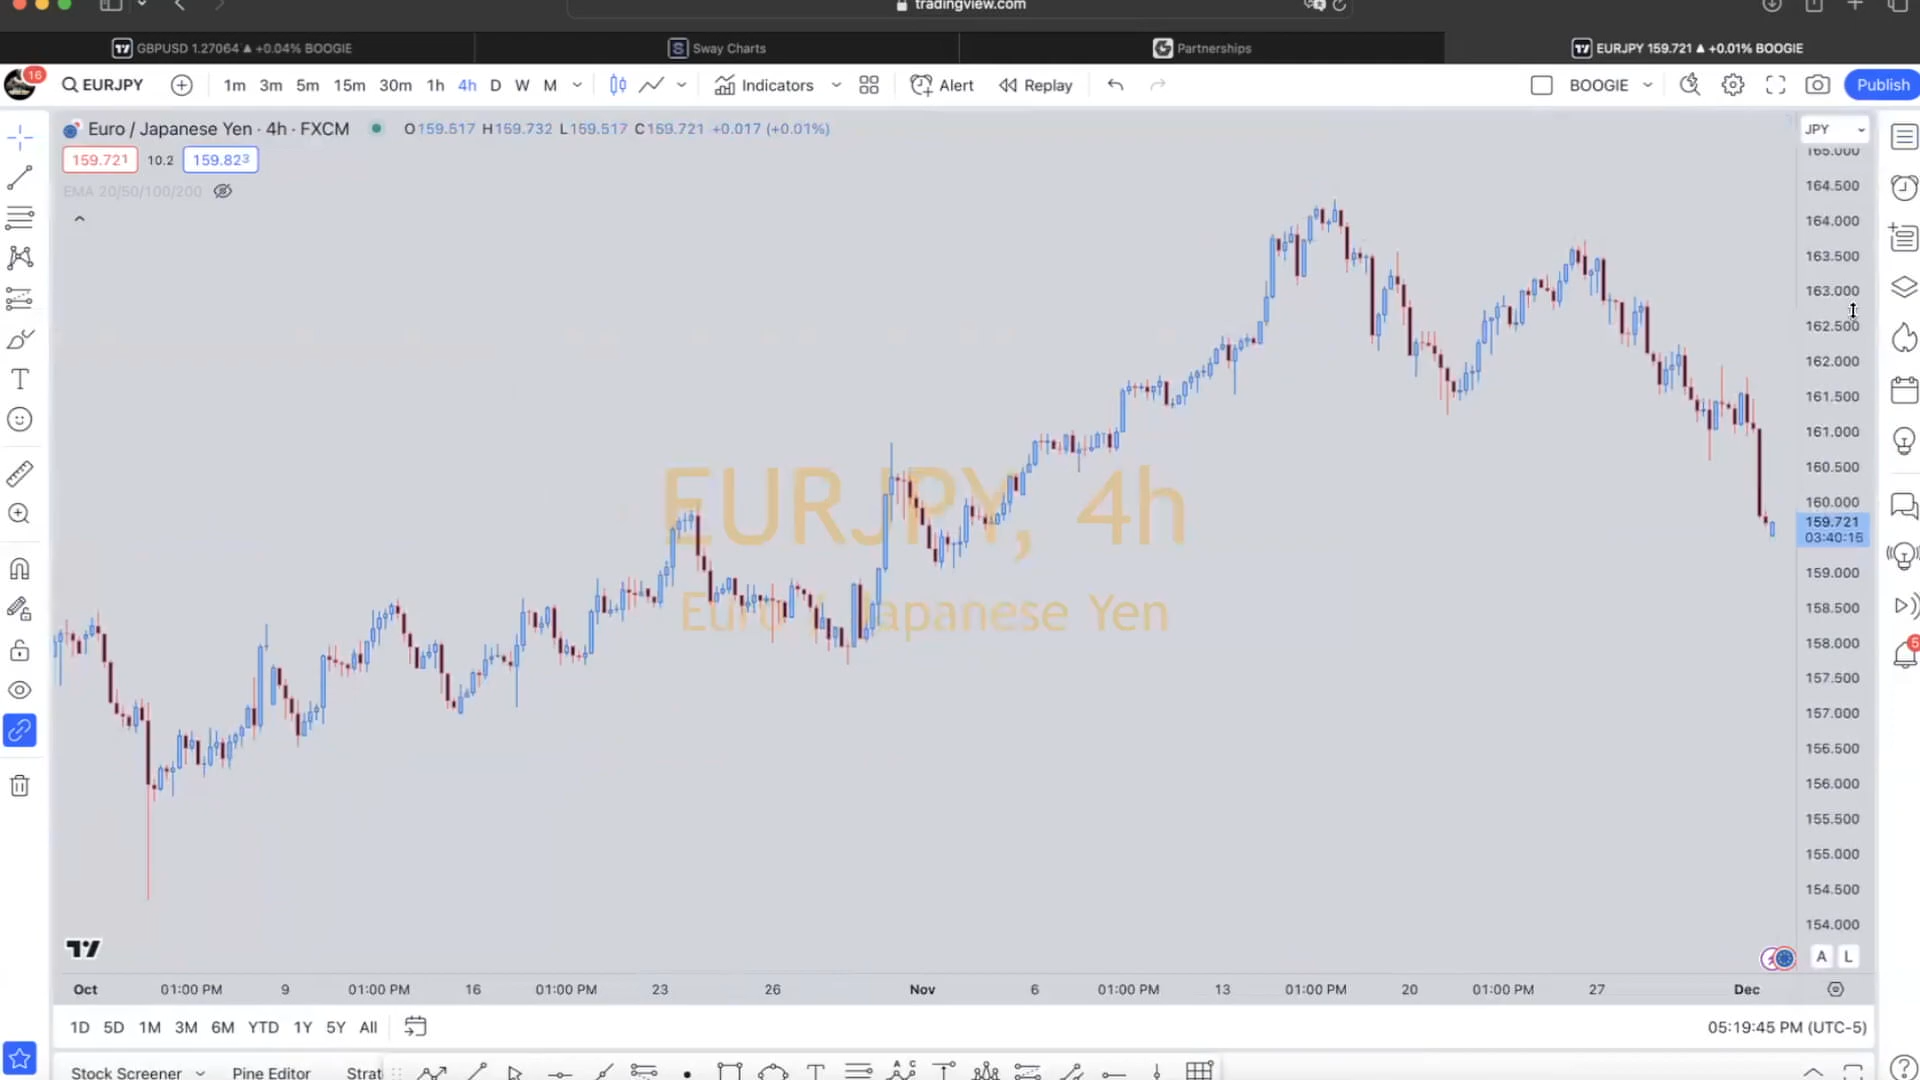 tradingview.com
GBPUSD 1.27064 ▲ +0.04% BOOGIE
Sway Charts
Partnerships
EURJPY 159.721 ▲ +0.01% BOOGIE
16
EURJPY
1m 3m 5m 15m 30m 1h 4h D W M
Indicators
Alert
Replay
BOOGIE
Publish
Euro / Japanese Yen · 4h · FXCM
O159.517 H159.732 L159.517 C159.721 +0.017 (+0.01%)
JPY
159.721 10.2 159.823
EMA 20/50/100/200
165.000
164.500
164.000
163.500
163.000
162.500
162.000
161.500
161.000
160.500
160.000
159.721
03:40:15
159.000
158.500
158.000
157.500
157.000
156.500
156.000
155.500
155.000
154.500
154.000
EURJPY, 4h
Euro / Japanese Yen
5
A L
Oct 01:00 PM 9 01:00 PM 16 01:00 PM 23 26 Nov 6 01:00 PM 13 01:00 PM 20 01:00 PM 27 Dec
1D 5D 1M 3M 6M YTD 1Y 5Y All
05:19:45 PM (UTC-5)
Stock Screener
Pine Editor
Strat